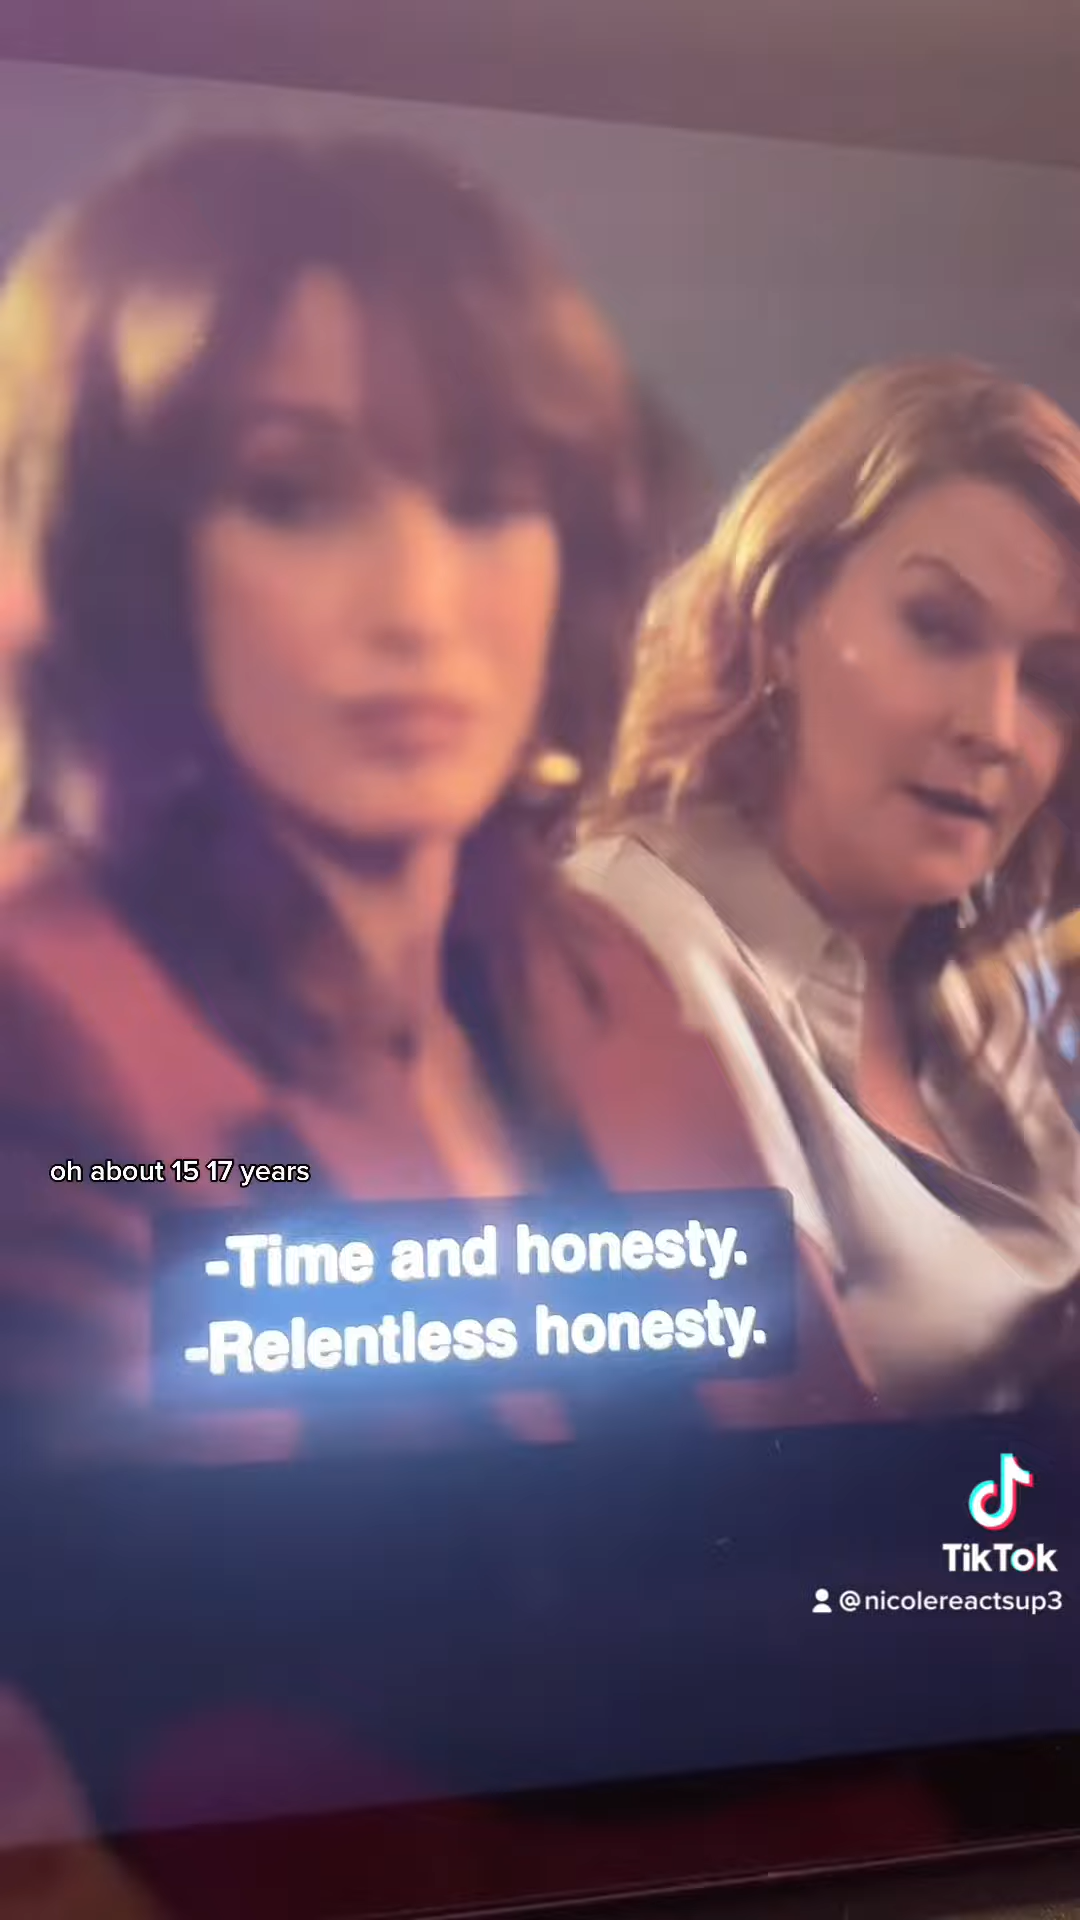 oh about 15 17 years
-Time and honesty.
-Relentless honesty.
TikTok
@nicolereactsup3